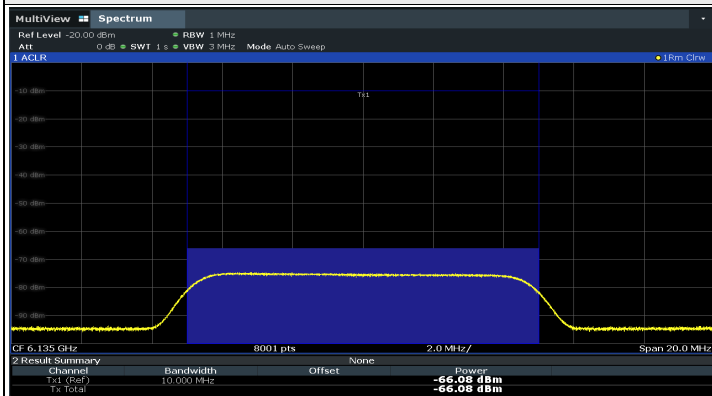 MultiView Spectrum
Ref Level -20.00 dBm RBW 1 MHz
Att 0 dB SWT 1 s VBW 3 MHz Mode Auto Sweep
1 ACLR 1Rm Clrw
Tx1
-10 dBm
-20 dBm
-30 dBm
-40 dBm
-50 dBm
-60 dBm
-70 dBm
-80 dBm
-90 dBm
CF 6.135 GHz 8001 pts 2.0 MHz/ Span 20.0 MHz
2 Result Summary None
Channel Bandwidth Offset Power
Tx1 (Ref) 10.000 MHz -66.08 dBm
Tx Total -66.08 dBm